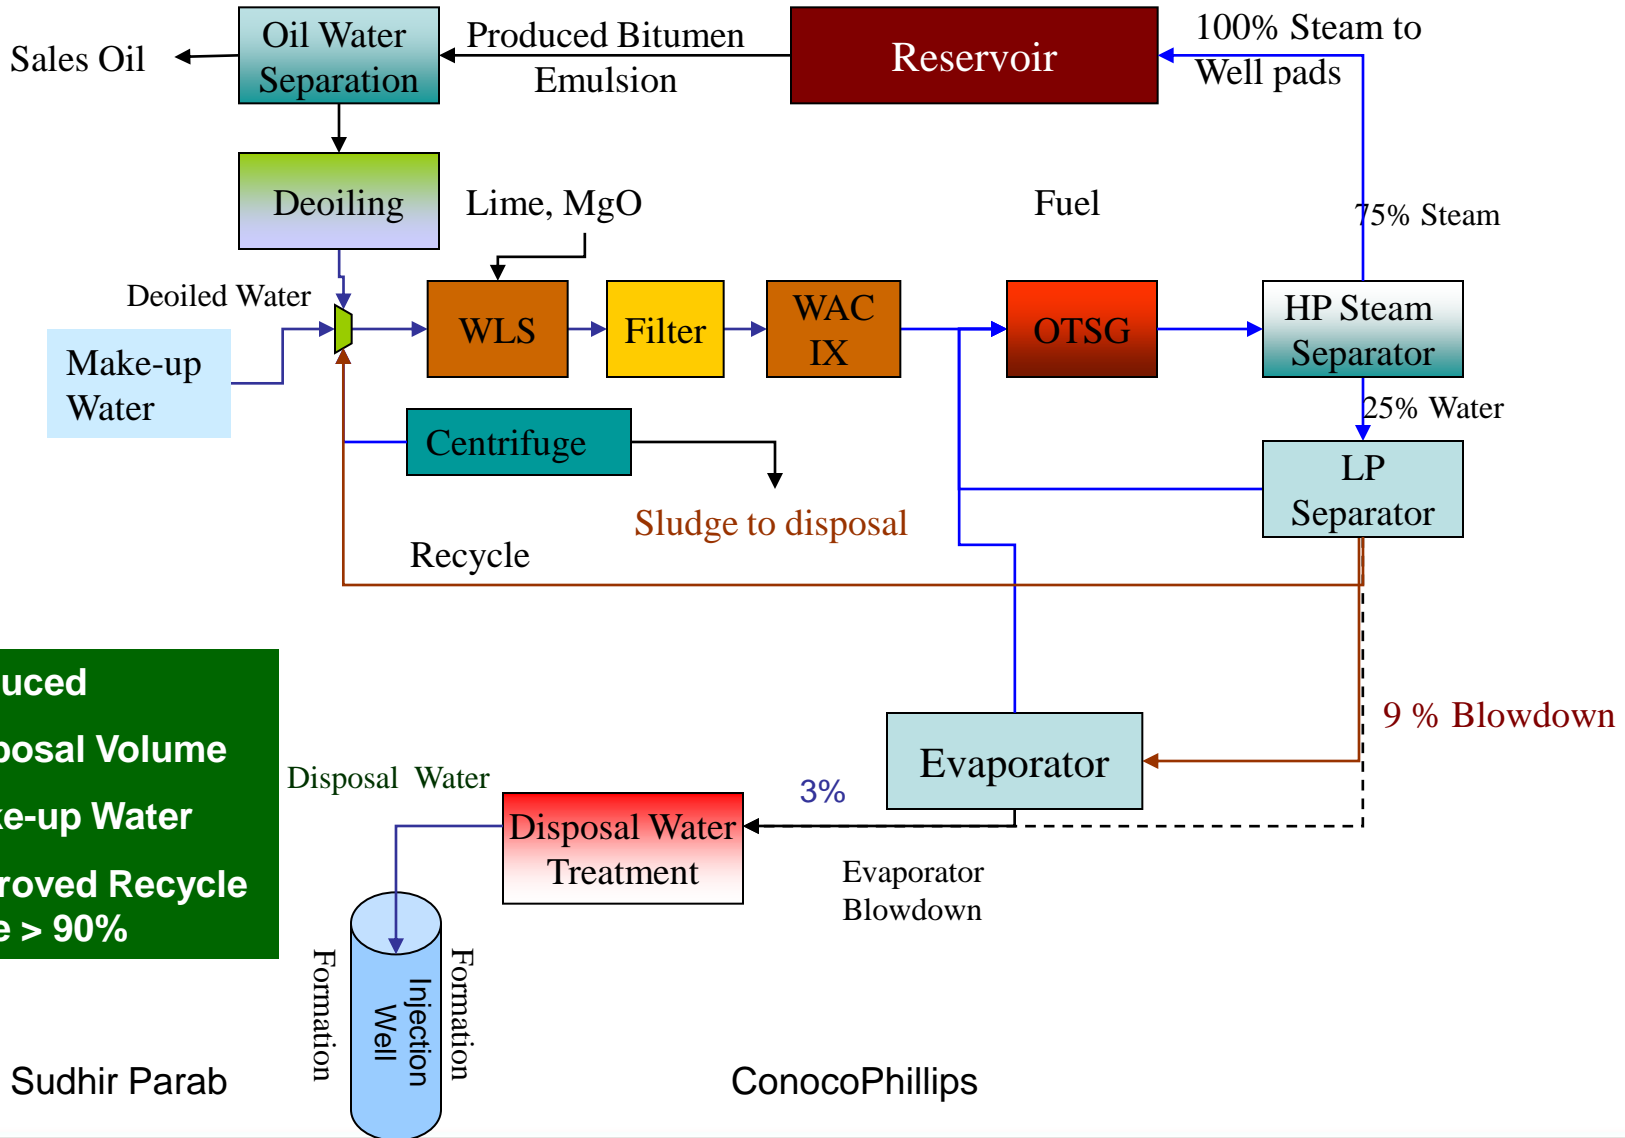 Sales Oil
Oil Water
Separation
Produced Bitumen
Emulsion
Reservoir
100% Steam to
Well pads
Deoiling
Lime, MgO
Fuel
75% Steam
Deoiled Water
Make-up
Water
WLS
Filter
WAC
IX
OTSG
HP Steam
Separator
25% Water
Centrifuge
LP
Separator
Sludge to disposal
Recycle
uced
posal Volume
ke-up Water
roved Recycle
e > 90%
9 % Blowdown
Evaporator
Disposal Water
3%
Disposal Water
Treatment
Evaporator
Blowdown
Formation
Injection
Well
Formation
Sudhir Parab
ConocoPhillips